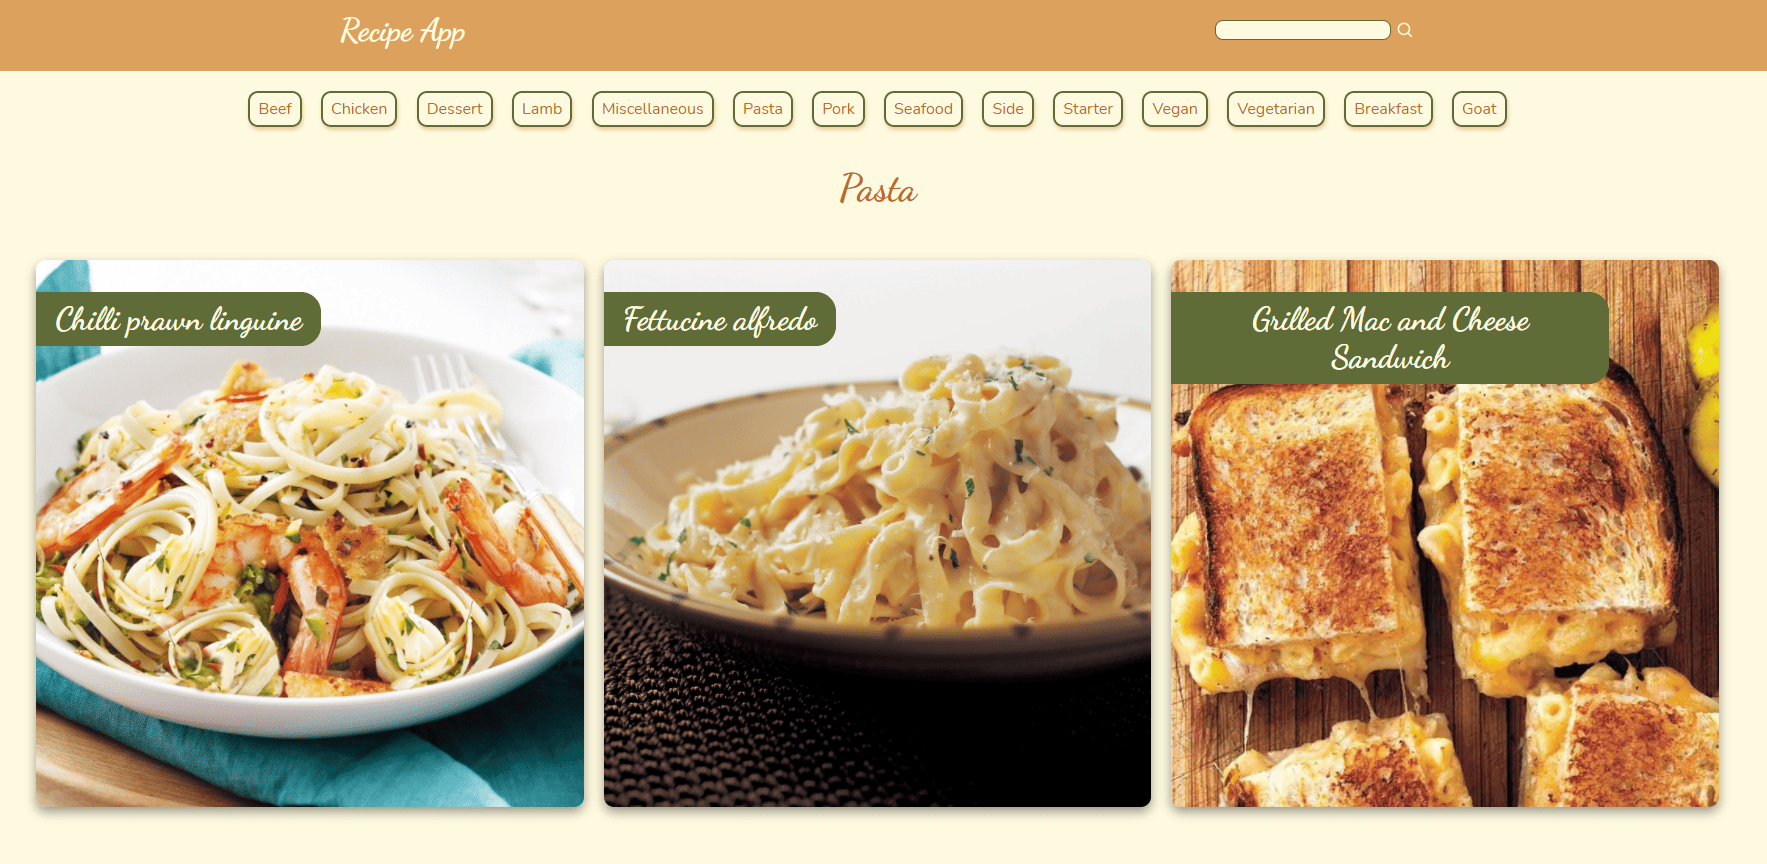 Recipe App
Beef
Chicken
Dessert
Lamb
Miscellaneous
Pasta
Pork
Seafood
Side
Starter
Vegan
Vegetarian
Breakfast
Goat
Pasta
Chilli prawn linguine
Fettucine alfredo
Grilled Mac and Cheese
Sandwich